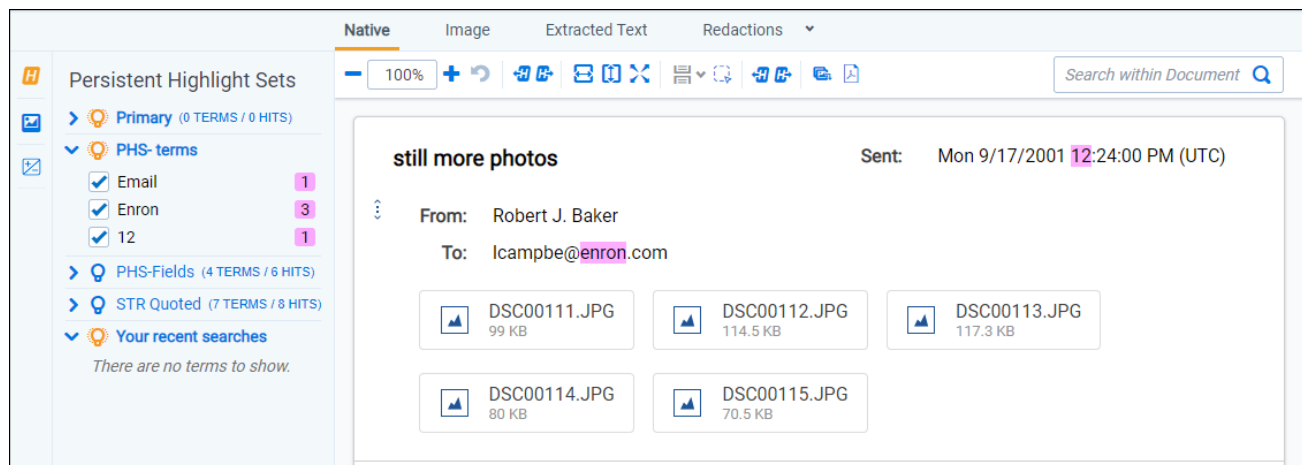 Native Image Extracted Text Redactions
Persistent Highlight Sets
100%
Search within Document
Primary (0 TERMS / 0 HITS)
PHS- terms
Email 1
Enron 3
12 1
PHS-Fields (4 TERMS / 6 HITS)
STR Quoted (7 TERMS / 8 HITS)
Your recent searches
There are no terms to show.
still more photos
Sent: Mon 9/17/2001 12:24:00 PM (UTC)
From: Robert J. Baker
To: lcampbe@enron.com
DSC00111.JPG
99 KB
DSC00112.JPG
114.5 KB
DSC00113.JPG
117.3 KB
DSC00114.JPG
80 KB
DSC00115.JPG
70.5 KB